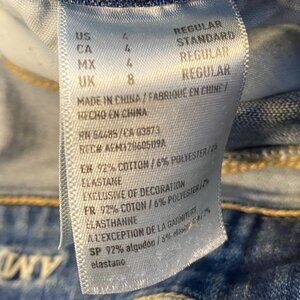 US 4 REGULAR
CA 4 STANDARD
MX 4 REGULAR
UK 8 REGULAR
MADE IN CHINA / FABRIQUÉ EN CHINE /
HECHO EN CHINA
RN 54485 / CA 03873
EN 92% COTTON / 6% POLYESTER / 2%
ELASTANE
EXCLUSIVE OF DECORATION
FR 92% COTON / 6% POLYESTER / 2%
ELASTHANNE
A L'EXCEPTION DE LA GARNITURE
SP 92% algodón / 6%
elastano
AM